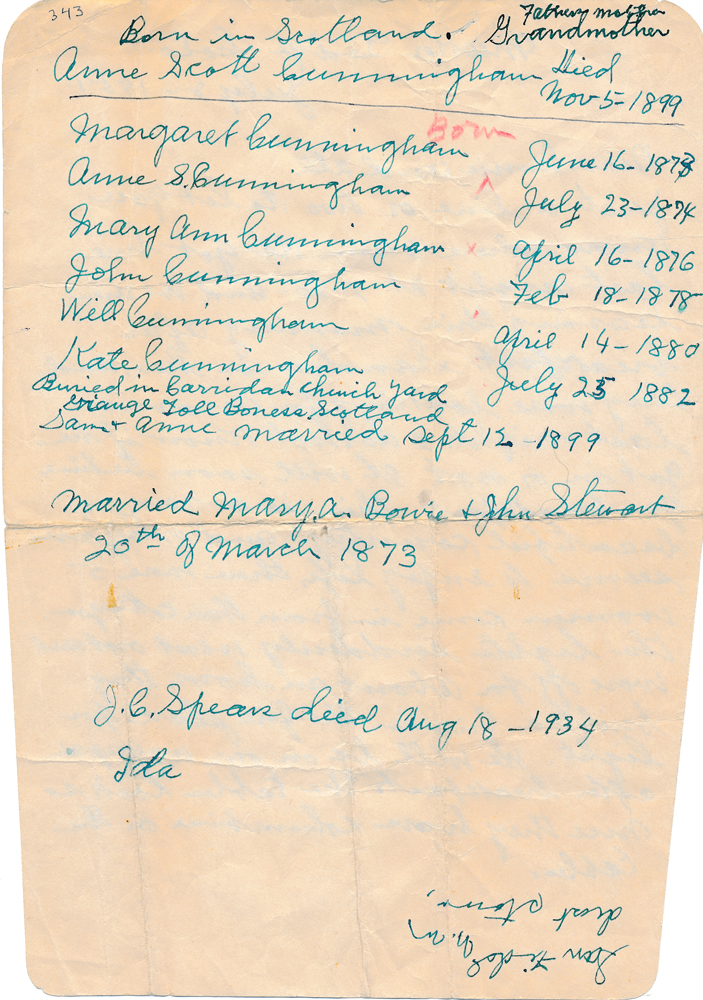 343
Born in Scotland. Fathers mother
Grandmother
Anne Scott Cunningham Died
Nov 5-1899
Born
Margaret Cunningham June 16-1873
Anne S. Cunningham July 23-1874
Mary Ann Cunningham April 16-1876
John Cunningham Feb 18-1878
Will Cunningham April 14-1880
Kate Cunningham July 25 1882
Buried in Carridan Church Yard
Toll Boness Scotland
Sam + Anne married Sept 12-1899
Married Mary. A. Bowie + John Stewart
20th of March 1873
J. C. Spears died Aug 18-1934
Ida
dust storm,
San N.M.